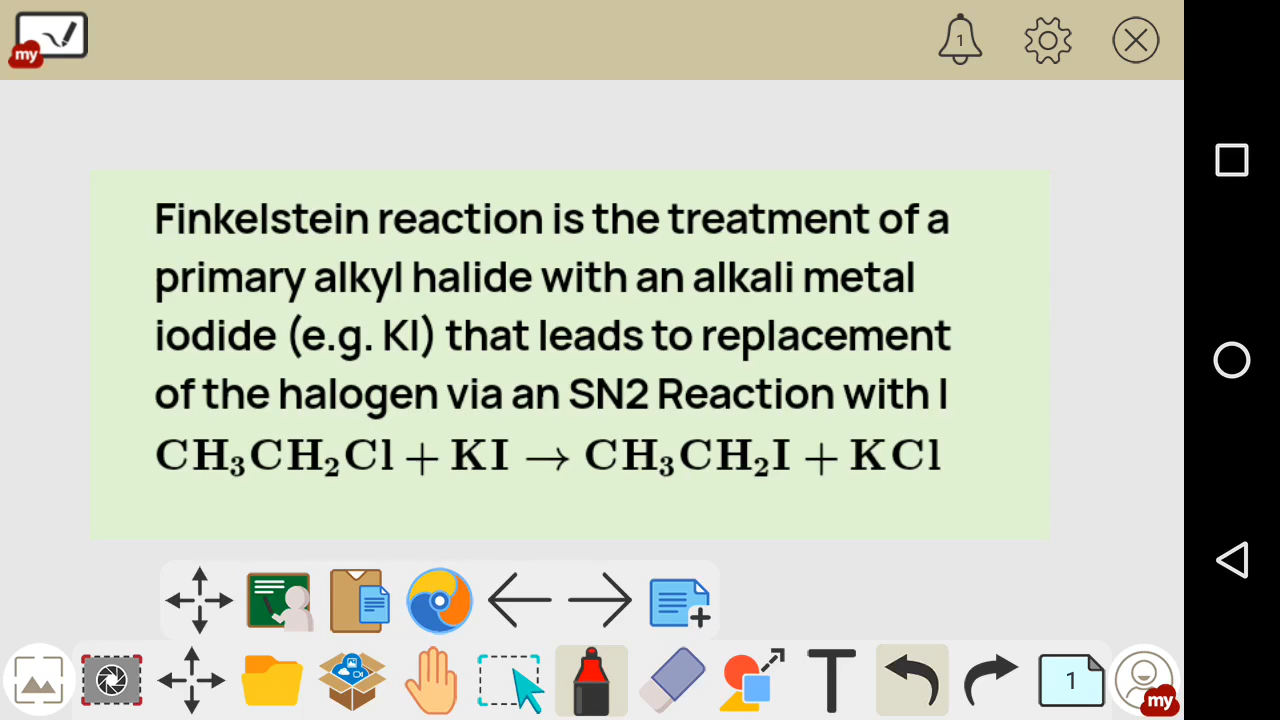 my
1
Finkelstein reaction is the treatment of a
primary alkyl halide with an alkali metal
iodide (e.g. KI) that leads to replacement
of the halogen via an SN2 Reaction with I
CH₃CH₂Cl + KI → CH₃CH₂I + KCl
T
1
my